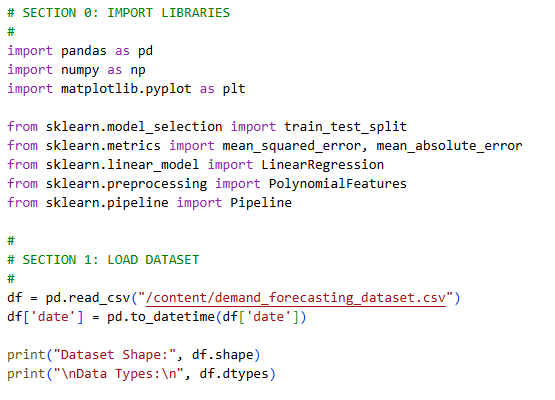 # SECTION 0: IMPORT LIBRARIES
#
import pandas as pd
import numpy as np
import matplotlib.pyplot as plt
from sklearn.model_selection import train_test_split
from sklearn.metrics import mean_squared_error, mean_absolute_error
from sklearn.linear_model import LinearRegression
from sklearn.preprocessing import PolynomialFeatures
from sklearn.pipeline import Pipeline
#
# SECTION 1: LOAD DATASET
#
df = pd.read_csv("/content/demand_forecasting_dataset.csv")
df['date'] = pd.to_datetime(df['date'])
print("Dataset Shape:", df.shape)
print("\nData Types:\n", df.dtypes)